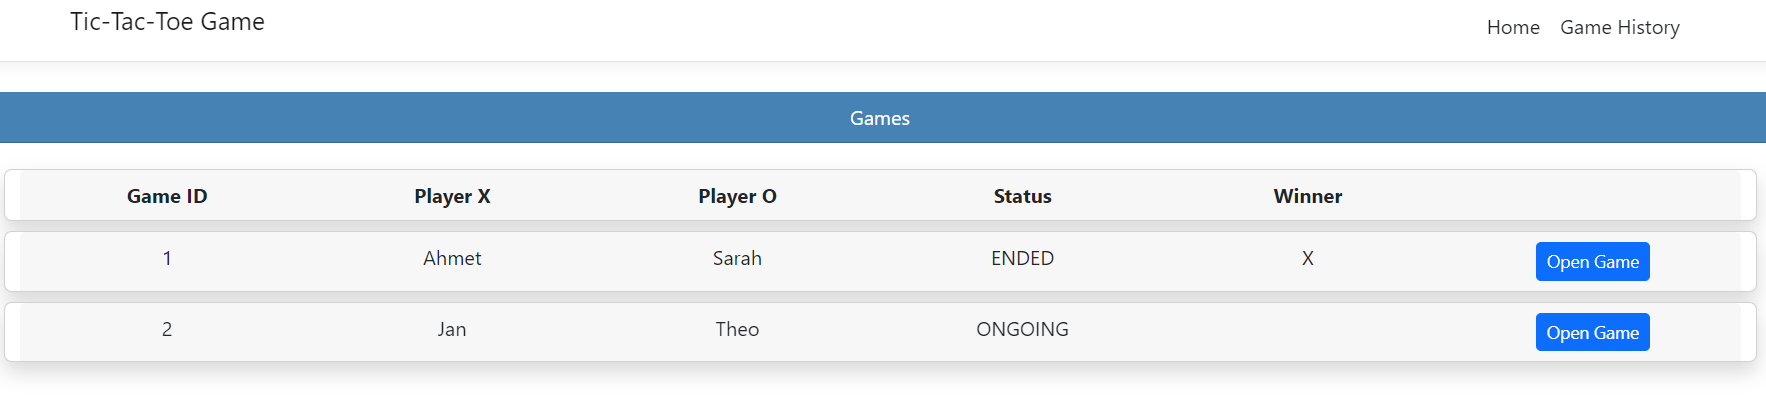 Tic-Tac-Toe Game Home Game History
Games
Game ID Player X Player O Status Winner
1 Ahmet Sarah ENDED X Open Game
2 Jan Theo ONGOING Open Game